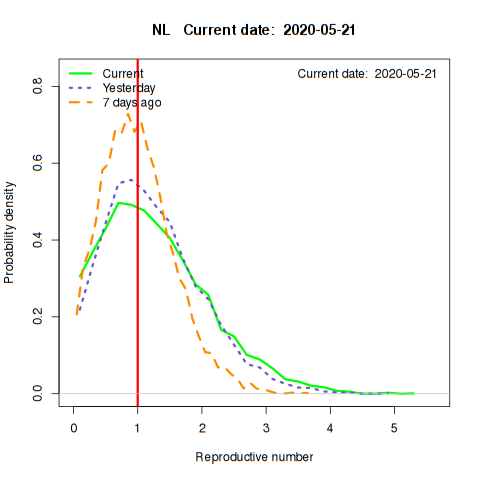 NL   Current date:  2020-05-21
Current
Yesterday
7 days ago
Current date:  2020-05-21
Probability density
0.8
0.6
0.4
0.2
0.0
0 1 2 3 4 5
Reproductive number